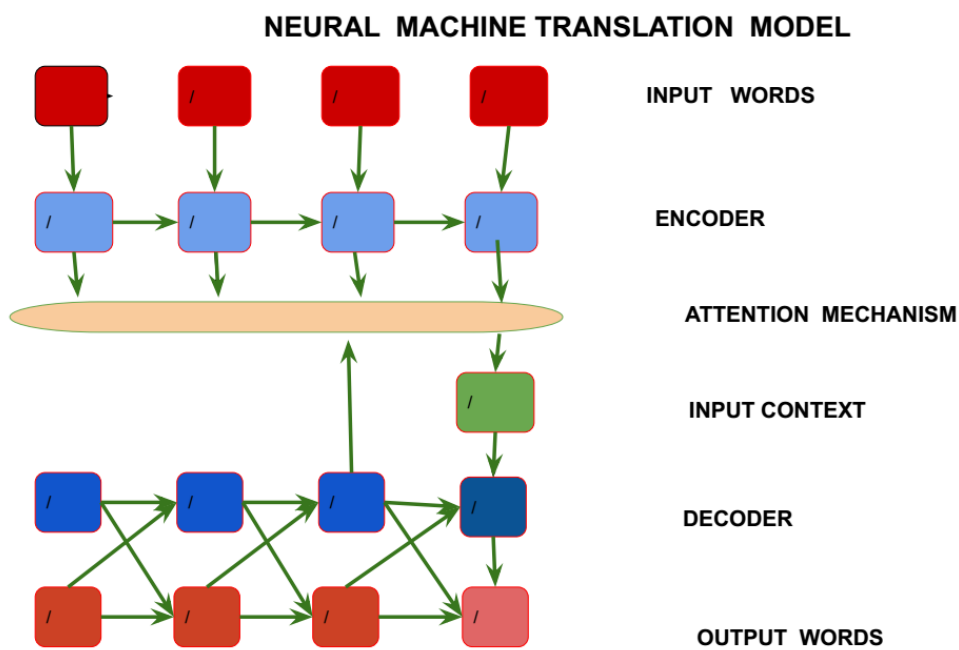 NEURAL MACHINE TRANSLATION MODEL
/ / /
INPUT WORDS
/ / / /
ENCODER
ATTENTION MECHANISM
/
INPUT CONTEXT
/ / / /
DECODER
/ / / /
OUTPUT WORDS